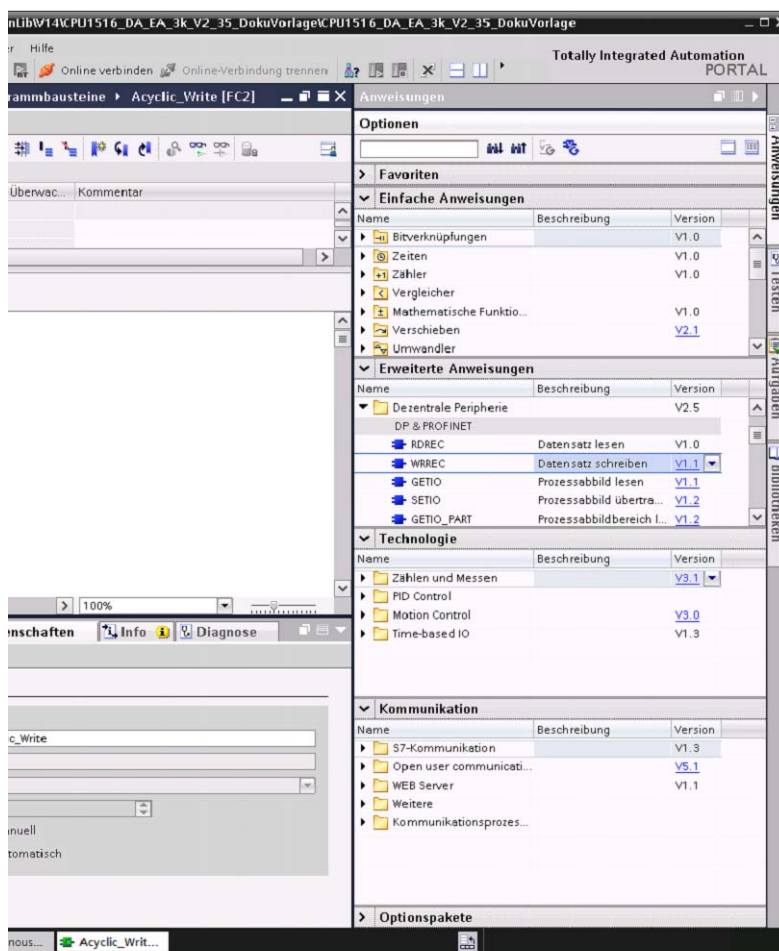 nLib\V14\CPU1516_DA_EA_3k_V2_35_DokuVorlage\CPU1516_DA_EA_3k_V2_35_DokuVorlage
r Hilfe
Online verbinden Online-Verbindung trennen
Totally Integrated Automation
PORTAL
rammbausteine Acyclic_Write [FC2]
Überwac... Kommentar
100%
enschaften Info Diagnose
c_Write
anuell
utomatisch
nous... Acyclic_Writ...
Anweisungen
Optionen
Favoriten
Einfache Anweisungen
Name Beschreibung Version
Bitverknüpfungen V1.0
Zeiten V1.0
Zähler V1.0
Vergleicher
Mathematische Funktio... V1.0
Verschieben V2.1
Umwandler
Erweiterte Anweisungen
Name Beschreibung Version
Dezentrale Peripherie V2.5
DP & PROFINET
RDREC Datensatz lesen V1.0
WRREC Datensatz schreiben V1.1
GETIO Prozessabbild lesen V1.1
SETIO Prozessabbild übertra... V1.2
GETIO_PART Prozessabbildbereich l... V1.2
Technologie
Name Beschreibung Version
Zählen und Messen V3.1
PID Control
Motion Control V3.0
Time-based IO V1.3
Kommunikation
Name Beschreibung Version
S7-Kommunikation V1.3
Open user communicati... V5.1
WEB Server V1.1
Weitere
Kommunikationsprozes...
Optionspakete
Anweisungen
Testen
Aufgaben
Bibliotheken